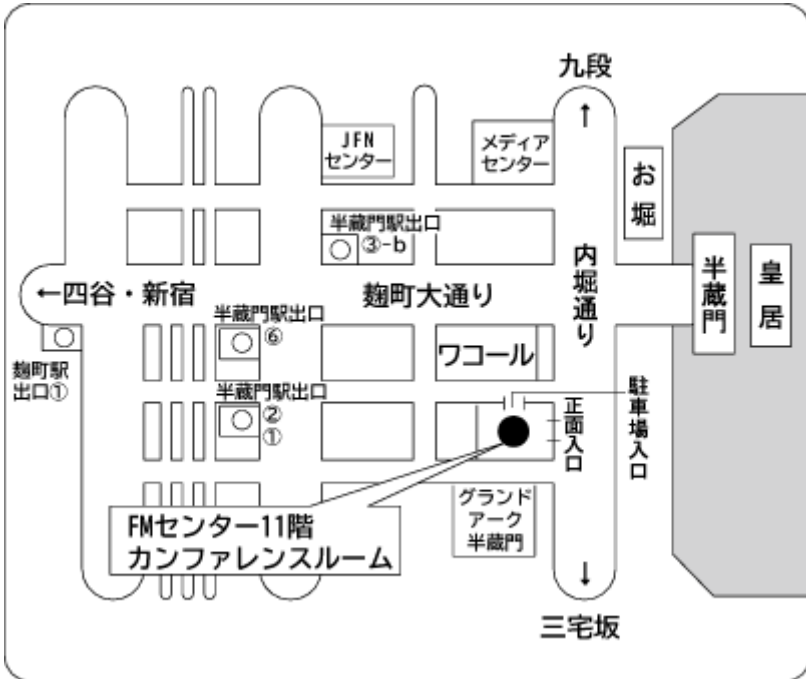 九段
JFN
センター
メディア
センター
お堀
半蔵門駅出口
③-b
←四谷・新宿
麹町大通り
内堀通り
半蔵門
皇居
半蔵門駅出口
⑥
ワコール
麹町駅
出口①
半蔵門駅出口
②
①
正面入口
駐車場入口
FMセンター11階
カンファレンスルーム
グランド
アーク
半蔵門
三宅坂